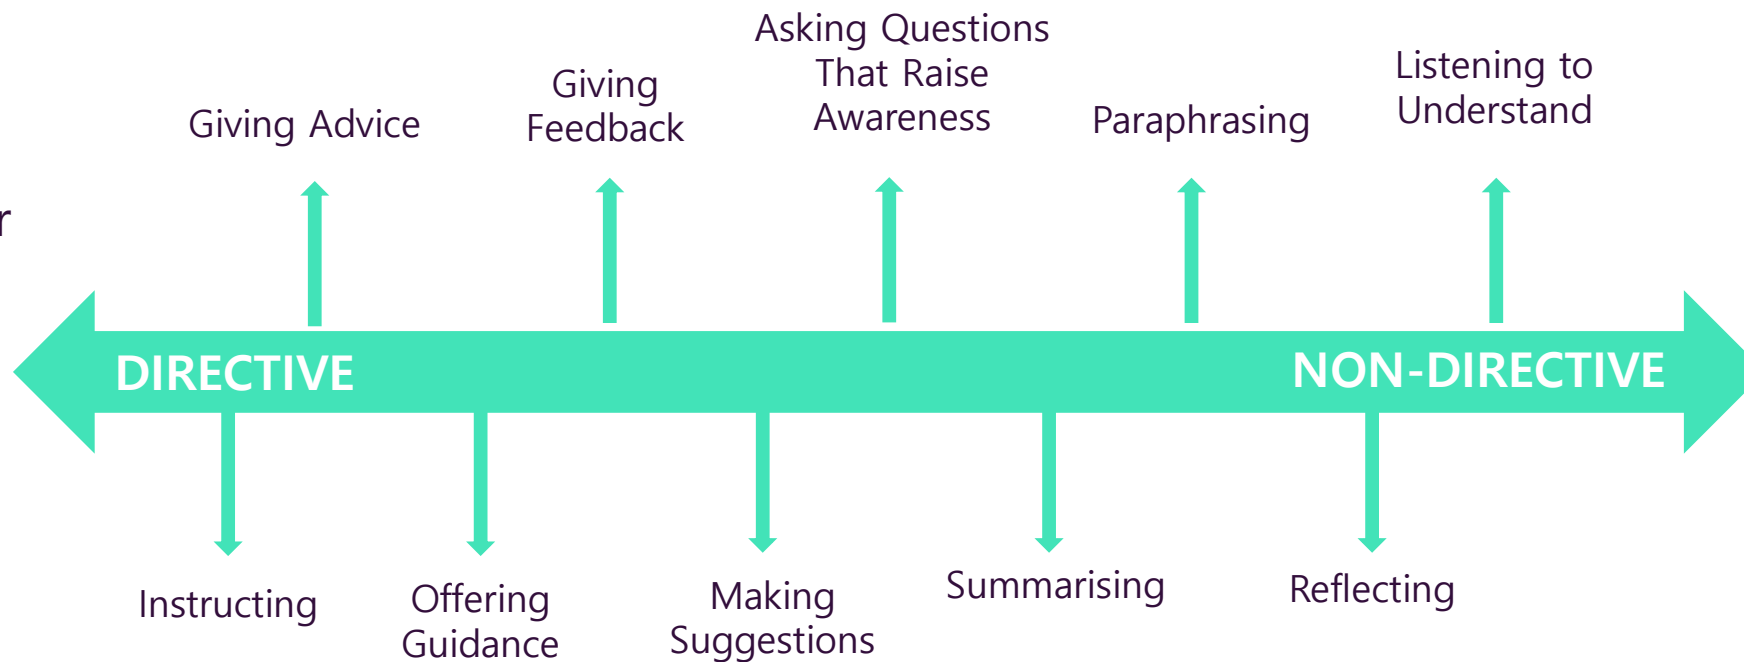 Asking Questions
That Raise
Awareness
Listening to
Understand
Giving
Feedback
Giving Advice
Paraphrasing
r
DIRECTIVE
NON-DIRECTIVE
Instructing
Offering
Guidance
Making
Suggestions
Summarising
Reflecting